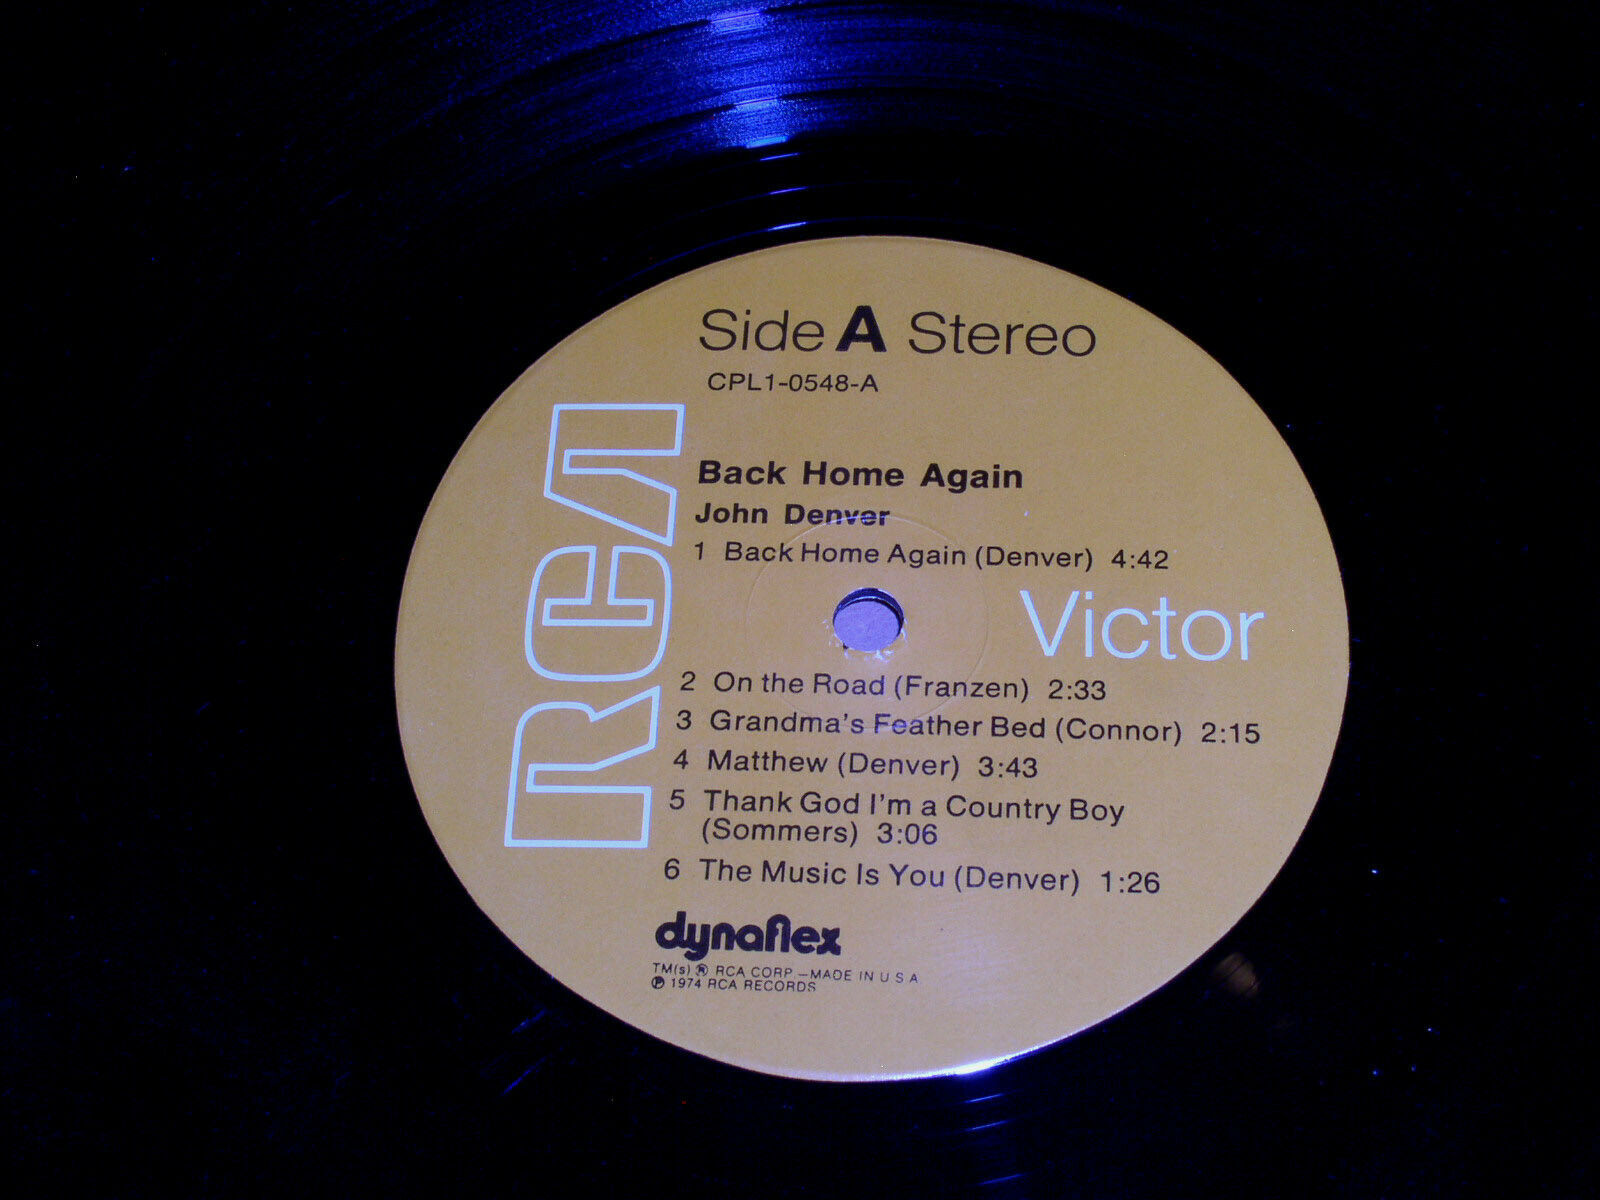 Side A Stereo
CPL1-0548-A
RCA
Back Home Again
John Denver
1 Back Home Again (Denver) 4:42
Victor
2 On the Road (Franzen) 2:33
3 Grandma's Feather Bed (Connor) 2:15
4 Matthew (Denver) 3:43
5 Thank God I'm a Country Boy
(Sommers) 3:06
6 The Music Is You (Denver) 1:26
dynaflex
TM(s) ® RCA CORP.—MADE IN U S A
℗ 1974 RCA RECORDS